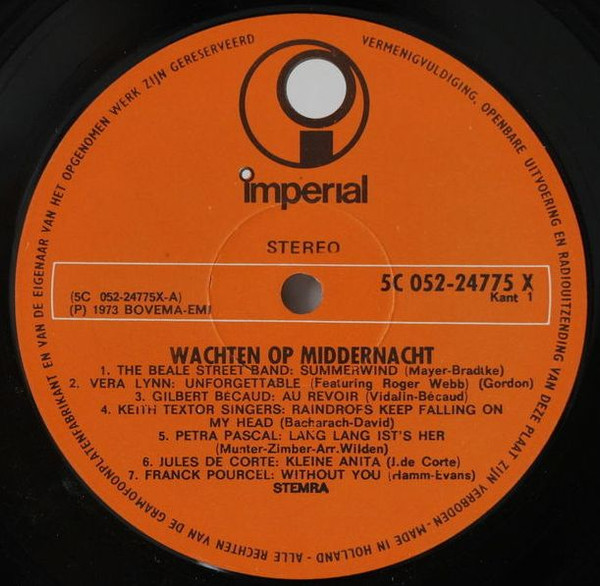 imperial
STEREO
5C 052-24775 X
Kant 1
(5C 052-24775X-A)
(P) 1973 BOVEMA-EMI
WACHTEN OP MIDDERNACHT
1. THE BEALE STREET BAND: SUMMERWIND (Mayer-Bradtke)
2. VERA LYNN: UNFORGETTABLE (Featuring Roger Webb) (Gordon)
3. GILBERT BECAUD: AU REVOIR (Vidalin-Bécaud)
4. KEITH TEXTOR SINGERS: RAINDROPS KEEP FALLING ON
MY HEAD (Bacharach-David)
5. PETRA PASCAL: LANG LANG IST'S HER
(Munter-Zimber-Arr.Wilden)
6. JULES DE CORTE: KLEINE ANITA (J.de Corte)
7. FRANCK POURCEL: WITHOUT YOU (Hamm-Evans)
STEMRA
ALLE RECHTEN VAN DE GRAMOFOONPLATENFABRIKANT EN VAN DE EIGENAAR VAN HET OPGENOMEN WERK ZIJN GERESERVEERD
VERMENIGVULDIGING, OPENBARE UITVOERING EN RADIOUITZENDING VAN DEZE PLAAT ZIJN VERBODEN - MADE IN HOLLAND -